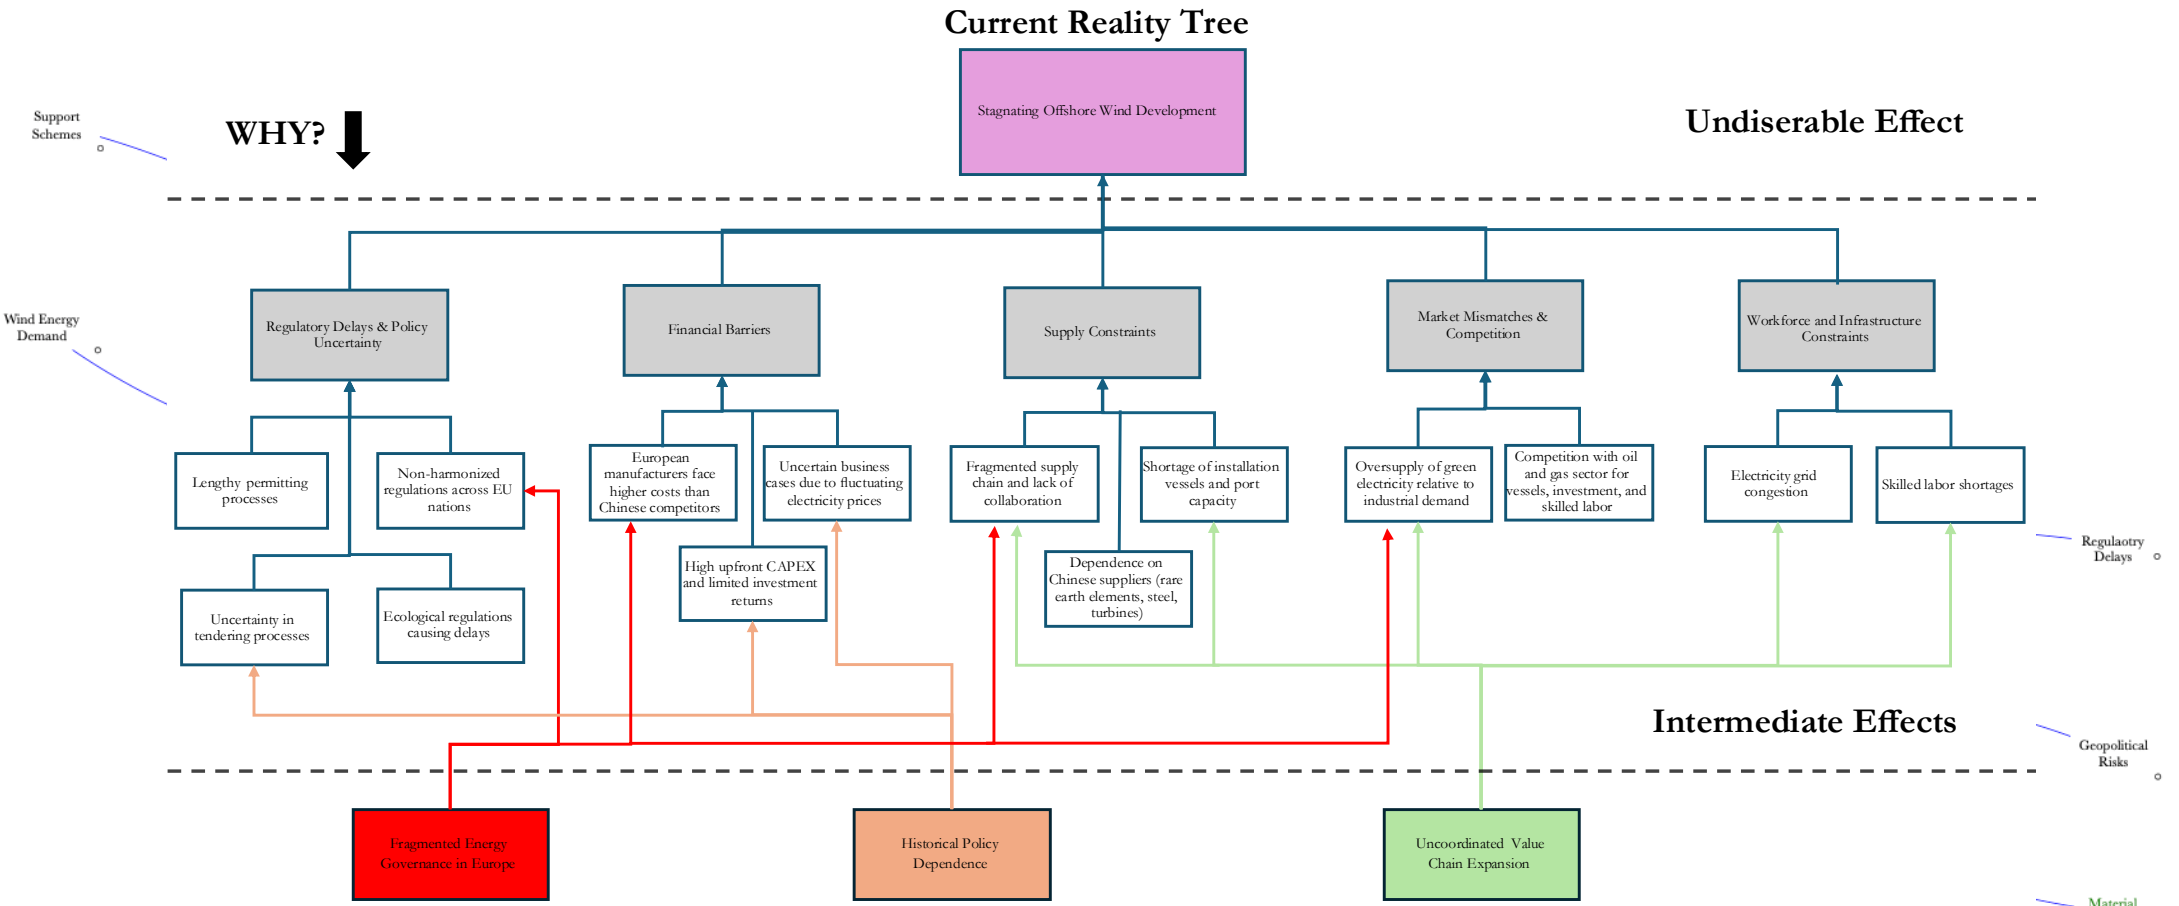 Current Reality Tree
Stagnating Offshore Wind Development
Support
Schemes
WHY?
Undiserable Effect
Wind Energy
Demand
Regulatory Delays & Policy
Uncertainty
Financial Barriers
Supply Constraints
Market Mismatches &
Competition
Workforce and Infrastructure
Constraints
Lengthy permitting
processes
Non-harmonized
regulations across EU
nations
European
manufacturers face
higher costs than
Chinese competitors
Uncertain business
cases due to fluctuating
electricity prices
Fragmented supply
chain and lack of
collaboration
Shortage of installation
vessels and port
capacity
Oversupply of green
electricity relative to
industrial demand
Competition with oil
and gas sector for
vessels, investment, and
skilled labor
Electricity grid
congestion
Skilled labor shortages
Regulaotry
Delays
High upfront CAPEX
and limited investment
returns
Dependence on
Chinese suppliers (rare
earth elements, steel,
turbines)
Uncertainty in
tendering processes
Ecological regulations
causing delays
Intermediate Effects
Geopolitical
Risks
Fragmented Energy
Governance in Europe
Historical Policy
Dependence
Uncoordinated Value
Chain Expansion
Material